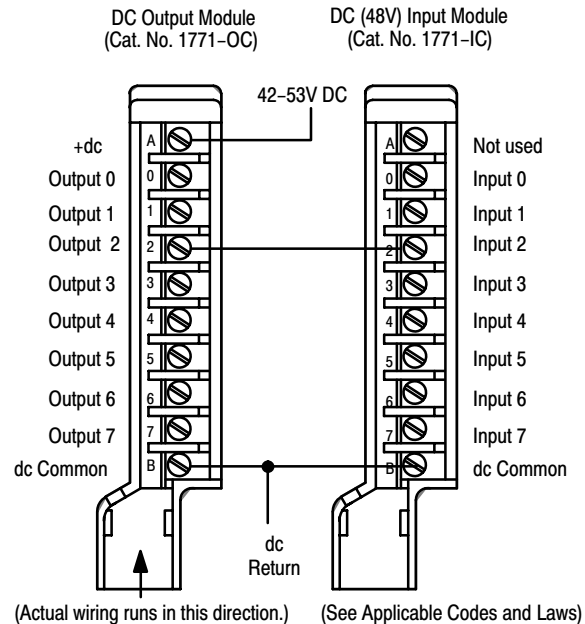 DC Output Module
(Cat. No. 1771–OC)
DC (48V) Input Module
(Cat. No. 1771–IC)
42–53V DC
+dc A
Output 0 0
Output 1 1
Output 2 2
Output 3 3
Output 4 4
Output 5 5
Output 6 6
Output 7 7
dc Common B
A Not used
0 Input 0
1 Input 1
2 Input 2
3 Input 3
4 Input 4
5 Input 5
6 Input 6
7 Input 7
B dc Common
dc
Return
(Actual wiring runs in this direction.)
(See Applicable Codes and Laws)